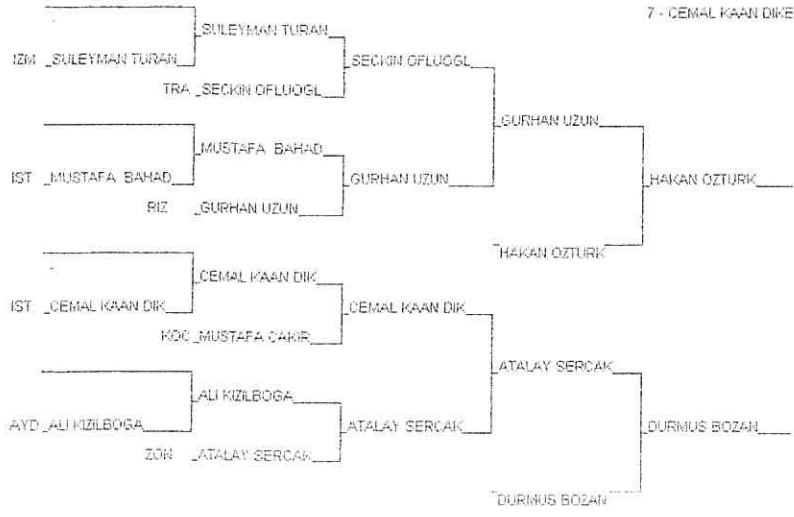 7 - CEMAL KAAN DIKE
SULEYMAN TURAN
IZM SULEYMAN TURAN
SECKIN OFLUOGL
TRA SECKIN OFLUOGL
GURHAN UZUN
MUSTAFA BAHAD
IST MUSTAFA BAHAD
GURHAN UZUN
HAKAN OZTURK
RIZ GURHAN UZUN
HAKAN OZTURK
CEMAL KAAN DIK
IST CEMAL KAAN DIK
CEMAL KAAN DIK
KOC MUSTAFA CAKIR
ATALAY SERCAK
ALI KIZILBOGA
AYD ALI KIZILBOGA
ATALAY SERCAK
DURMUS BOZAN
ZON ATALAY SERCAK
DURMUS BOZAN